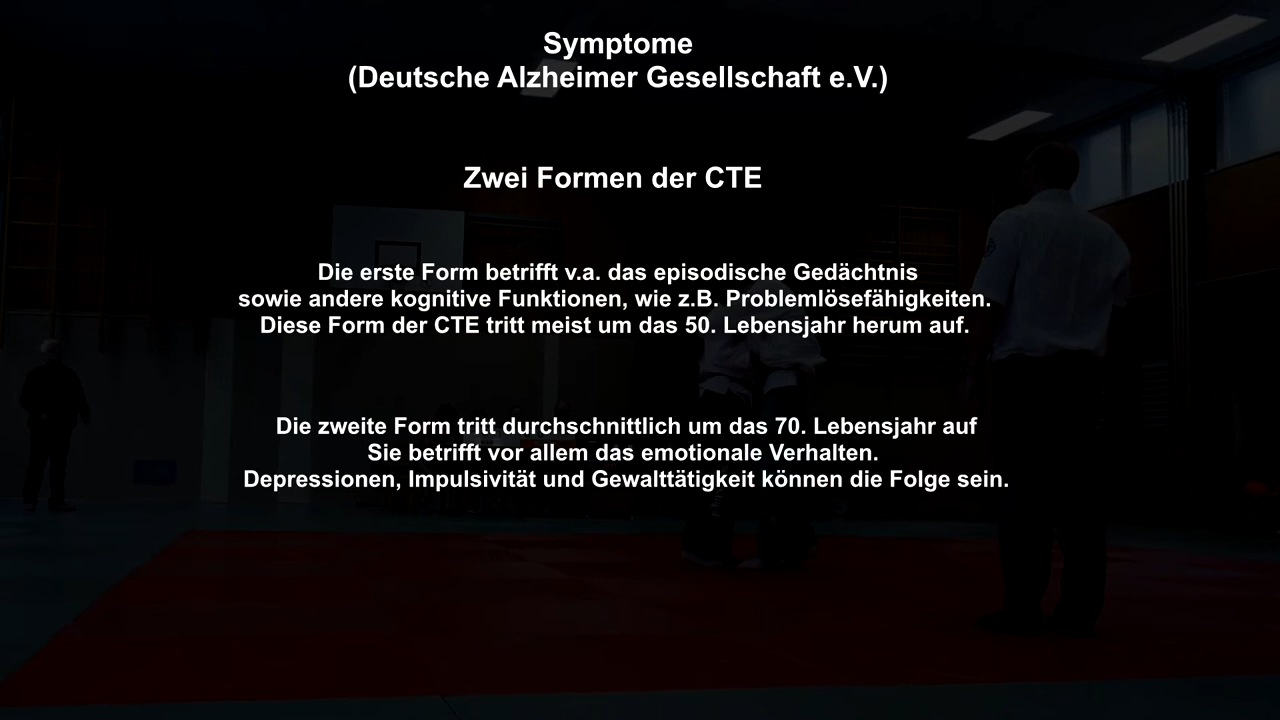 Symptome
(Deutsche Alzheimer Gesellschaft e.V.)
Zwei Formen der CTE
Die erste Form betrifft v.a. das episodische Gedächtnis
sowie andere kognitive Funktionen, wie z.B. Problemlösefähigkeiten.
Diese Form der CTE tritt meist um das 50. Lebensjahr herum auf.
Die zweite Form tritt durchschnittlich um das 70. Lebensjahr auf
Sie betrifft vor allem das emotionale Verhalten.
Depressionen, Impulsivität und Gewalttätigkeit können die Folge sein.